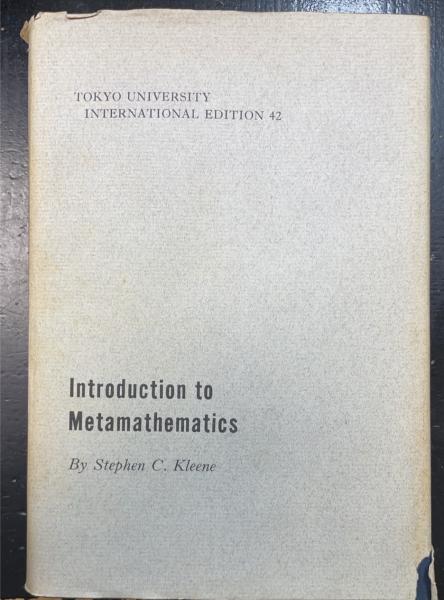 TOKYO UNIVERSITY
INTERNATIONAL EDITION 42
Introduction to
Metamathematics
By Stephen C. Kleene